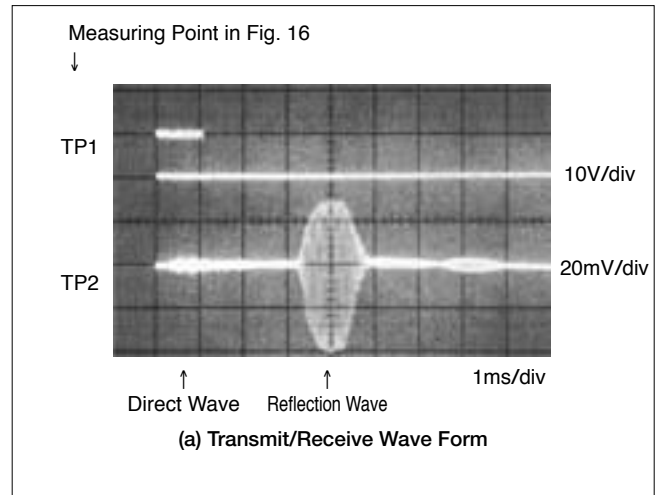 Measuring Point in Fig. 16
↓
TP1
10V/div
TP2
20mV/div
↑ ↑ 1ms/div
Direct Wave Reflection Wave
(a) Transmit/Receive Wave Form